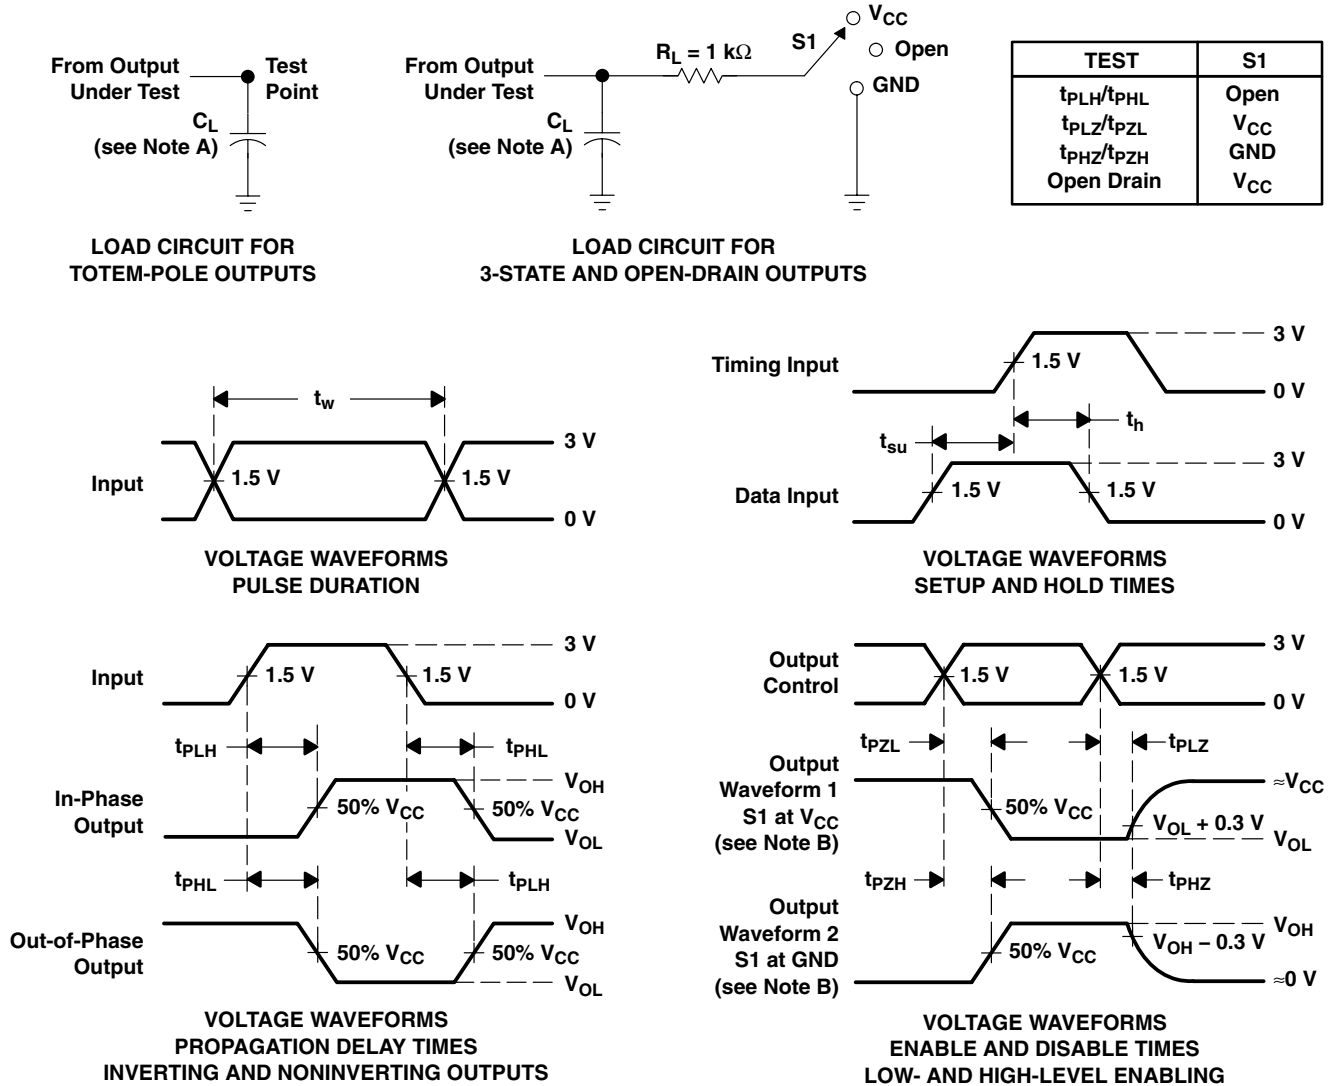 From Output
Under Test
Test
Point
CL
(see Note A)
LOAD CIRCUIT FOR
TOTEM-POLE OUTPUTS
From Output
Under Test
RL = 1 kΩ
S1
VCC
Open
GND
CL
(see Note A)
LOAD CIRCUIT FOR
3-STATE AND OPEN-DRAIN OUTPUTS
TEST S1
tPLH/tPHL Open
tPLZ/tPZL VCC
tPHZ/tPZH GND
Open Drain VCC
tw
Input
1.5 V
1.5 V
3 V
0 V
VOLTAGE WAVEFORMS
PULSE DURATION
Timing Input
1.5 V
3 V
0 V
tsu
th
Data Input
1.5 V
1.5 V
3 V
0 V
VOLTAGE WAVEFORMS
SETUP AND HOLD TIMES
Input
1.5 V
1.5 V
3 V
0 V
tPLH
tPHL
In-Phase
Output
50% VCC
50% VCC
VOH
VOL
tPHL
tPLH
Out-of-Phase
Output
50% VCC
50% VCC
VOH
VOL
VOLTAGE WAVEFORMS
PROPAGATION DELAY TIMES
INVERTING AND NONINVERTING OUTPUTS
Output
Control
1.5 V
1.5 V
3 V
0 V
tPZL
tPLZ
Output
Waveform 1
S1 at VCC
(see Note B)
50% VCC
VOL + 0.3 V
≈VCC
VOL
tPZH
tPHZ
Output
Waveform 2
S1 at GND
(see Note B)
50% VCC
VOH − 0.3 V
VOH
≈0 V
VOLTAGE WAVEFORMS
ENABLE AND DISABLE TIMES
LOW- AND HIGH-LEVEL ENABLING